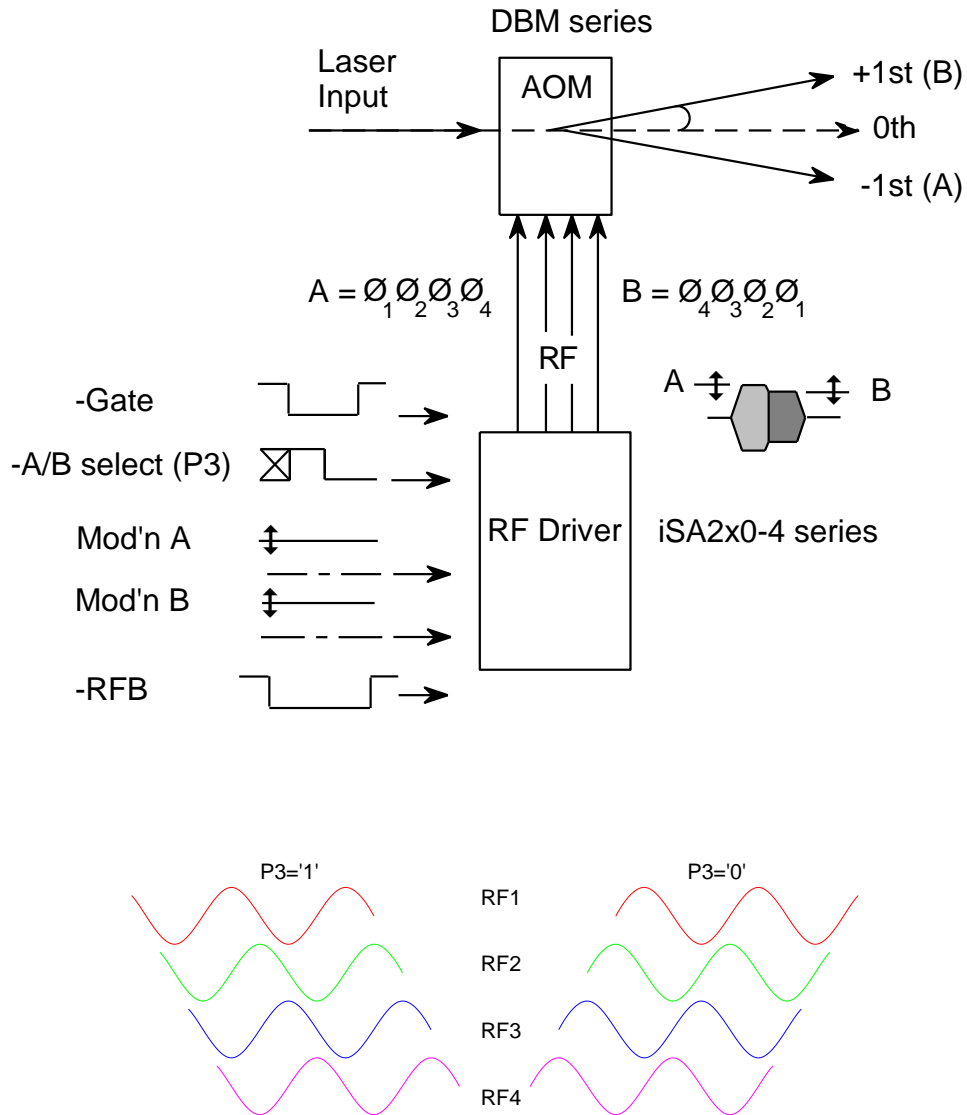 DBM series
Laser
Input
AOM
+1st (B)
0th
-1st (A)
A = Ø1Ø2Ø3Ø4
B = Ø4Ø3Ø2Ø1
RF
A
B
-Gate
-A/B select (P3)
Mod'n A
Mod'n B
-RFB
RF Driver
iSA2x0-4 series
P3='1'
P3='0'
RF1
RF2
RF3
RF4